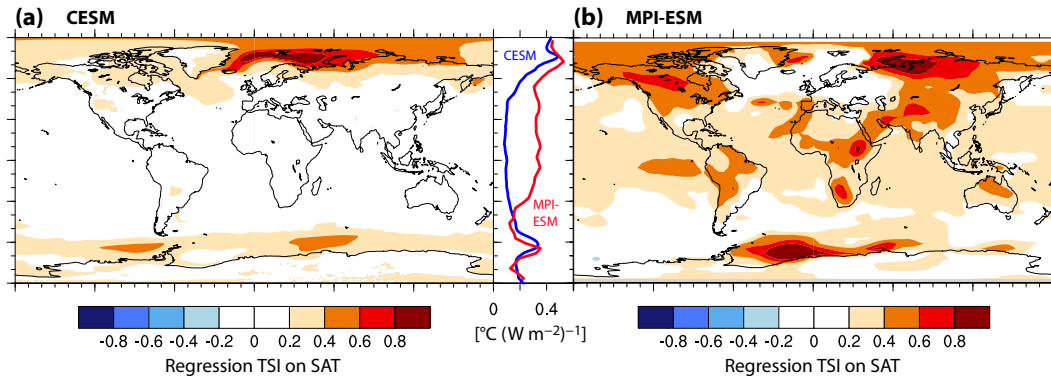 (a) CESM
(b) MPI-ESM
CESM
MPI-
ESM
0 0.4
[°C (W m−2)−1]
-0.8 -0.6 -0.4 -0.2 0 0.2 0.4 0.6 0.8
Regression TSI on SAT
-0.8 -0.6 -0.4 -0.2 0 0.2 0.4 0.6 0.8
Regression TSI on SAT